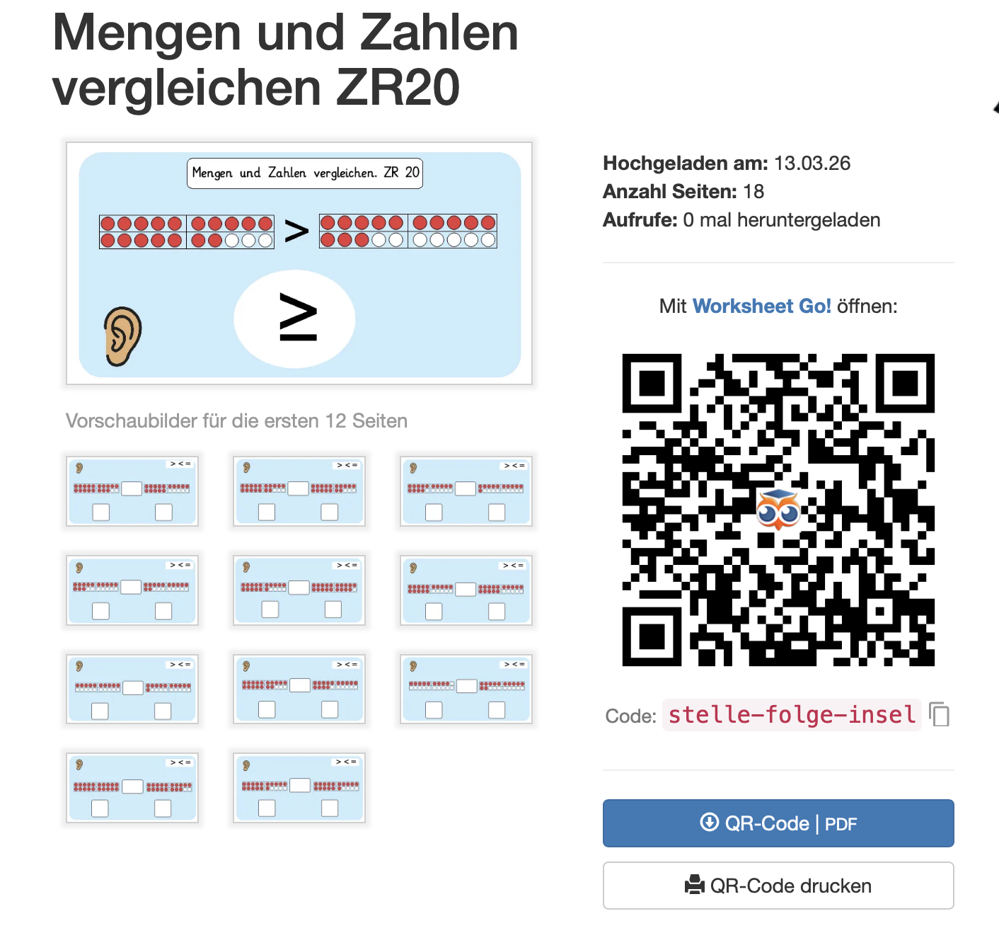 Mengen und Zahlen
vergleichen ZR20
Mengen und Zahlen vergleichen. ZR 20
>
≥
Vorschaubilder für die ersten 12 Seiten
> < =
> < =
> < =
> < =
> < =
> < =
> < =
> < =
> < =
> < =
> < =
Hochgeladen am: 13.03.26
Anzahl Seiten: 18
Aufrufe: 0 mal heruntergeladen
Mit Worksheet Go! öffnen:
Code: stelle-folge-insel
QR-Code | PDF
QR-Code drucken